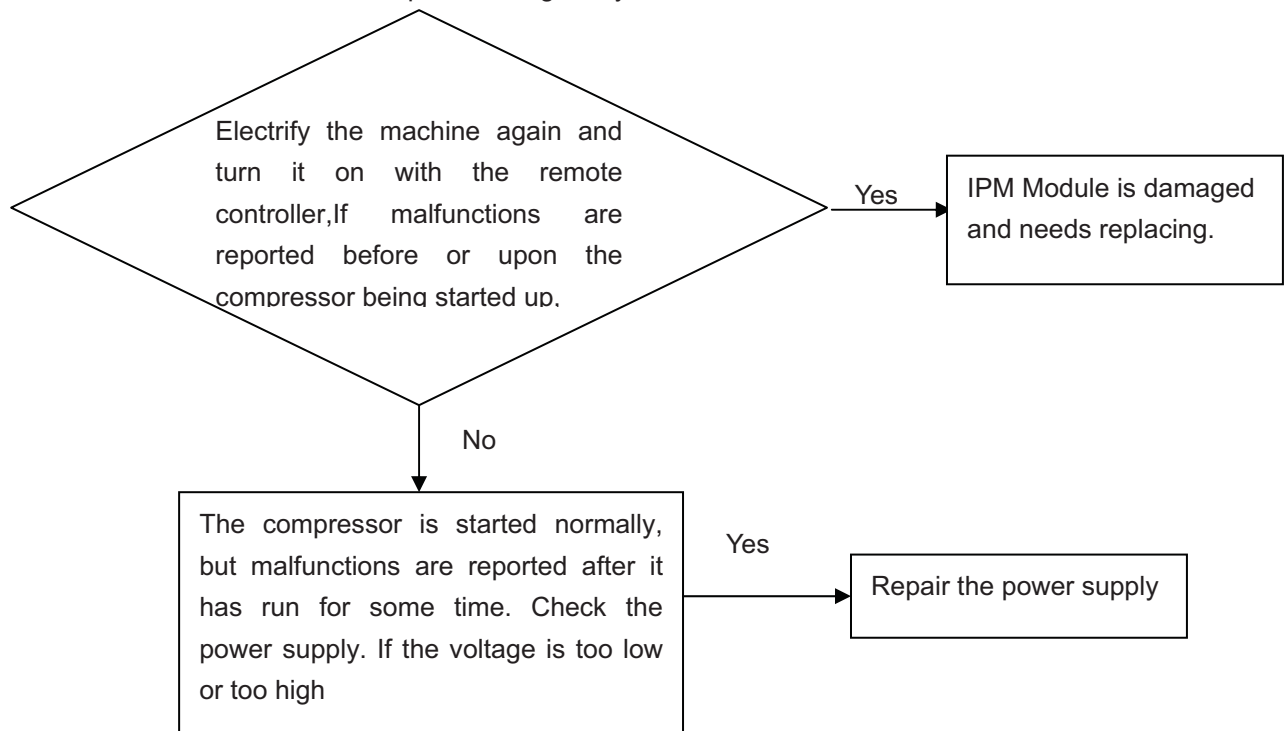 Electrify the machine again and
turn it on with the remote
controller,If malfunctions are
reported before or upon the
compressor being started up,
Yes
IPM Module is damaged
and needs replacing.
No
The compressor is started normally,
but malfunctions are reported after it
has run for some time. Check the
power supply. If the voltage is too low
or too high
Yes
Repair the power supply